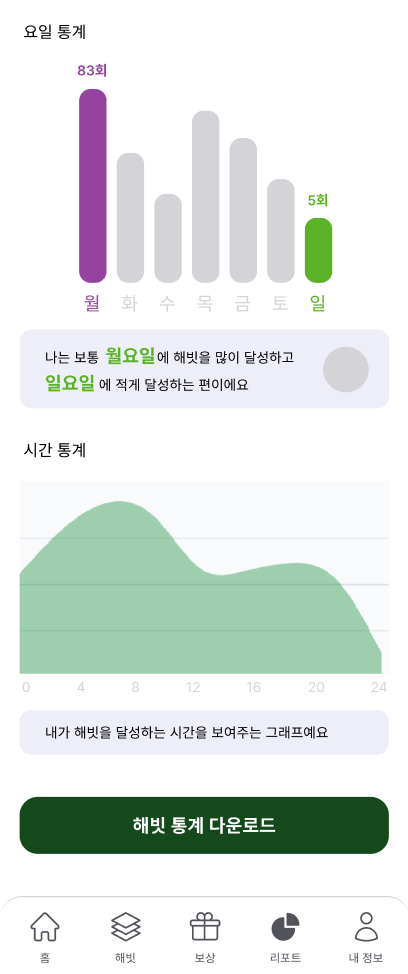 요일 통계
83회
5회
월 화 수 목 금 토 일
나는 보통 월요일에 해빗을 많이 달성하고
일요일 에 적게 달성하는 편이에요
시간 통계
0 4 8 12 16 20 24
내가 해빗을 달성하는 시간을 보여주는 그래프예요
해빗 통계 다운로드
홈 해빗 보상 리포트 내 정보